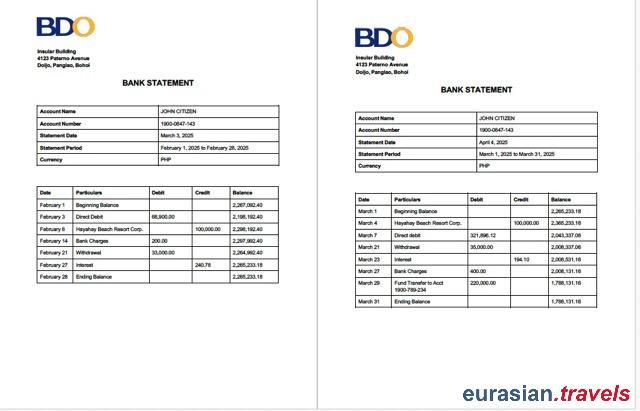 BDO
Insular Building
4123 Paterno Avenue
Doljo, Panglao, Bohol
BANK STATEMENT
Account Name JOHN CITIZEN
Account Number 1900-0847-143
Statement Date March 3, 2025
Statement Period February 1, 2025 to February 28, 2025
Currency PHP
Date Particulars Debit Credit Balance
February 1 Beginning Balance 2,267,092.40
February 3 Direct Debit 68,900.00 2,198,192.40
February 6 Hayahay Beach Resort Corp. 100,000.00 2,298,192.40
February 14 Bank Charges 200.00 2,297,992.40
February 21 Withdrawal 33,000.00 2,264,992.40
February 27 Interest 240.78 2,265,233.18
February 28 Ending Balance 2,265,233.18
BDO
Insular Building
4123 Paterno Avenue
Doljo, Panglao, Bohol
BANK STATEMENT
Account Name JOHN CITIZEN
Account Number 1900-0847-143
Statement Date April 4, 2025
Statement Period March 1, 2025 to March 31, 2025
Currency PHP
Date Particulars Debit Credit Balance
March 1 Beginning Balance 2,265,233.18
March 4 Hayahay Beach Resort Corp. 100,000.00 2,365,233.18
March 7 Direct debit 321,896.12 2,043,337.06
March 21 Withdrawal 35,000.00 2,008,337.06
March 23 Interest 194.10 2,008,531.16
March 27 Bank Charges 400.00 2,008,131.16
March 29 Fund Transfer to Acct 220,000.00 1,788,131.16
1900-789-234
March 31 Ending Balance 1,788,131.16
eurasian.travels